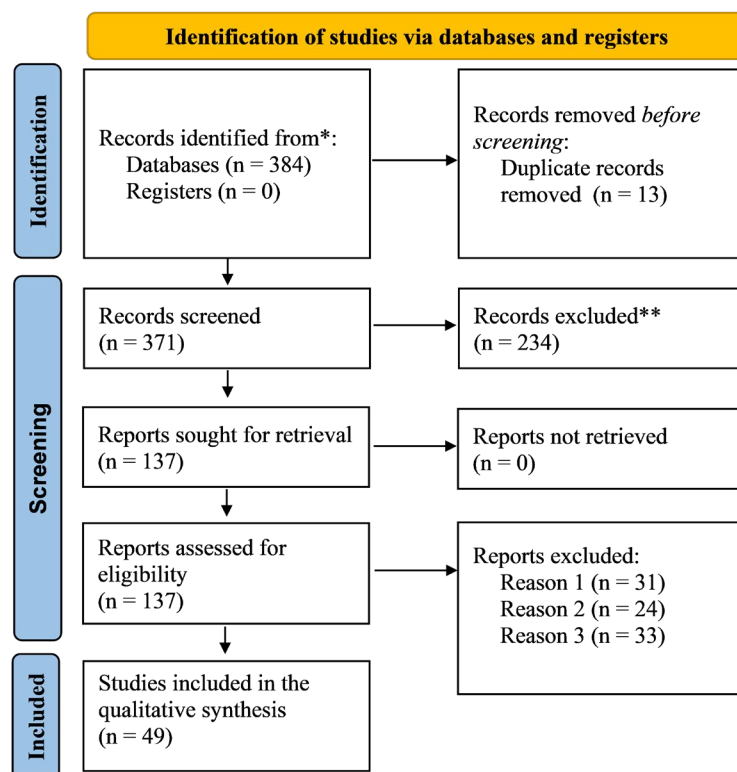 Identification of studies via databases and registers
Identification
Records identified from*:
Databases (n = 384)
Registers (n = 0)
Records removed before
screening:
Duplicate records
removed (n = 13)
Screening
Records screened
(n = 371)
Records excluded**
(n = 234)
Reports sought for retrieval
(n = 137)
Reports not retrieved
(n = 0)
Reports assessed for
eligibility
(n = 137)
Reports excluded:
Reason 1 (n = 31)
Reason 2 (n = 24)
Reason 3 (n = 33)
Included
Studies included in the
qualitative synthesis
(n = 49)